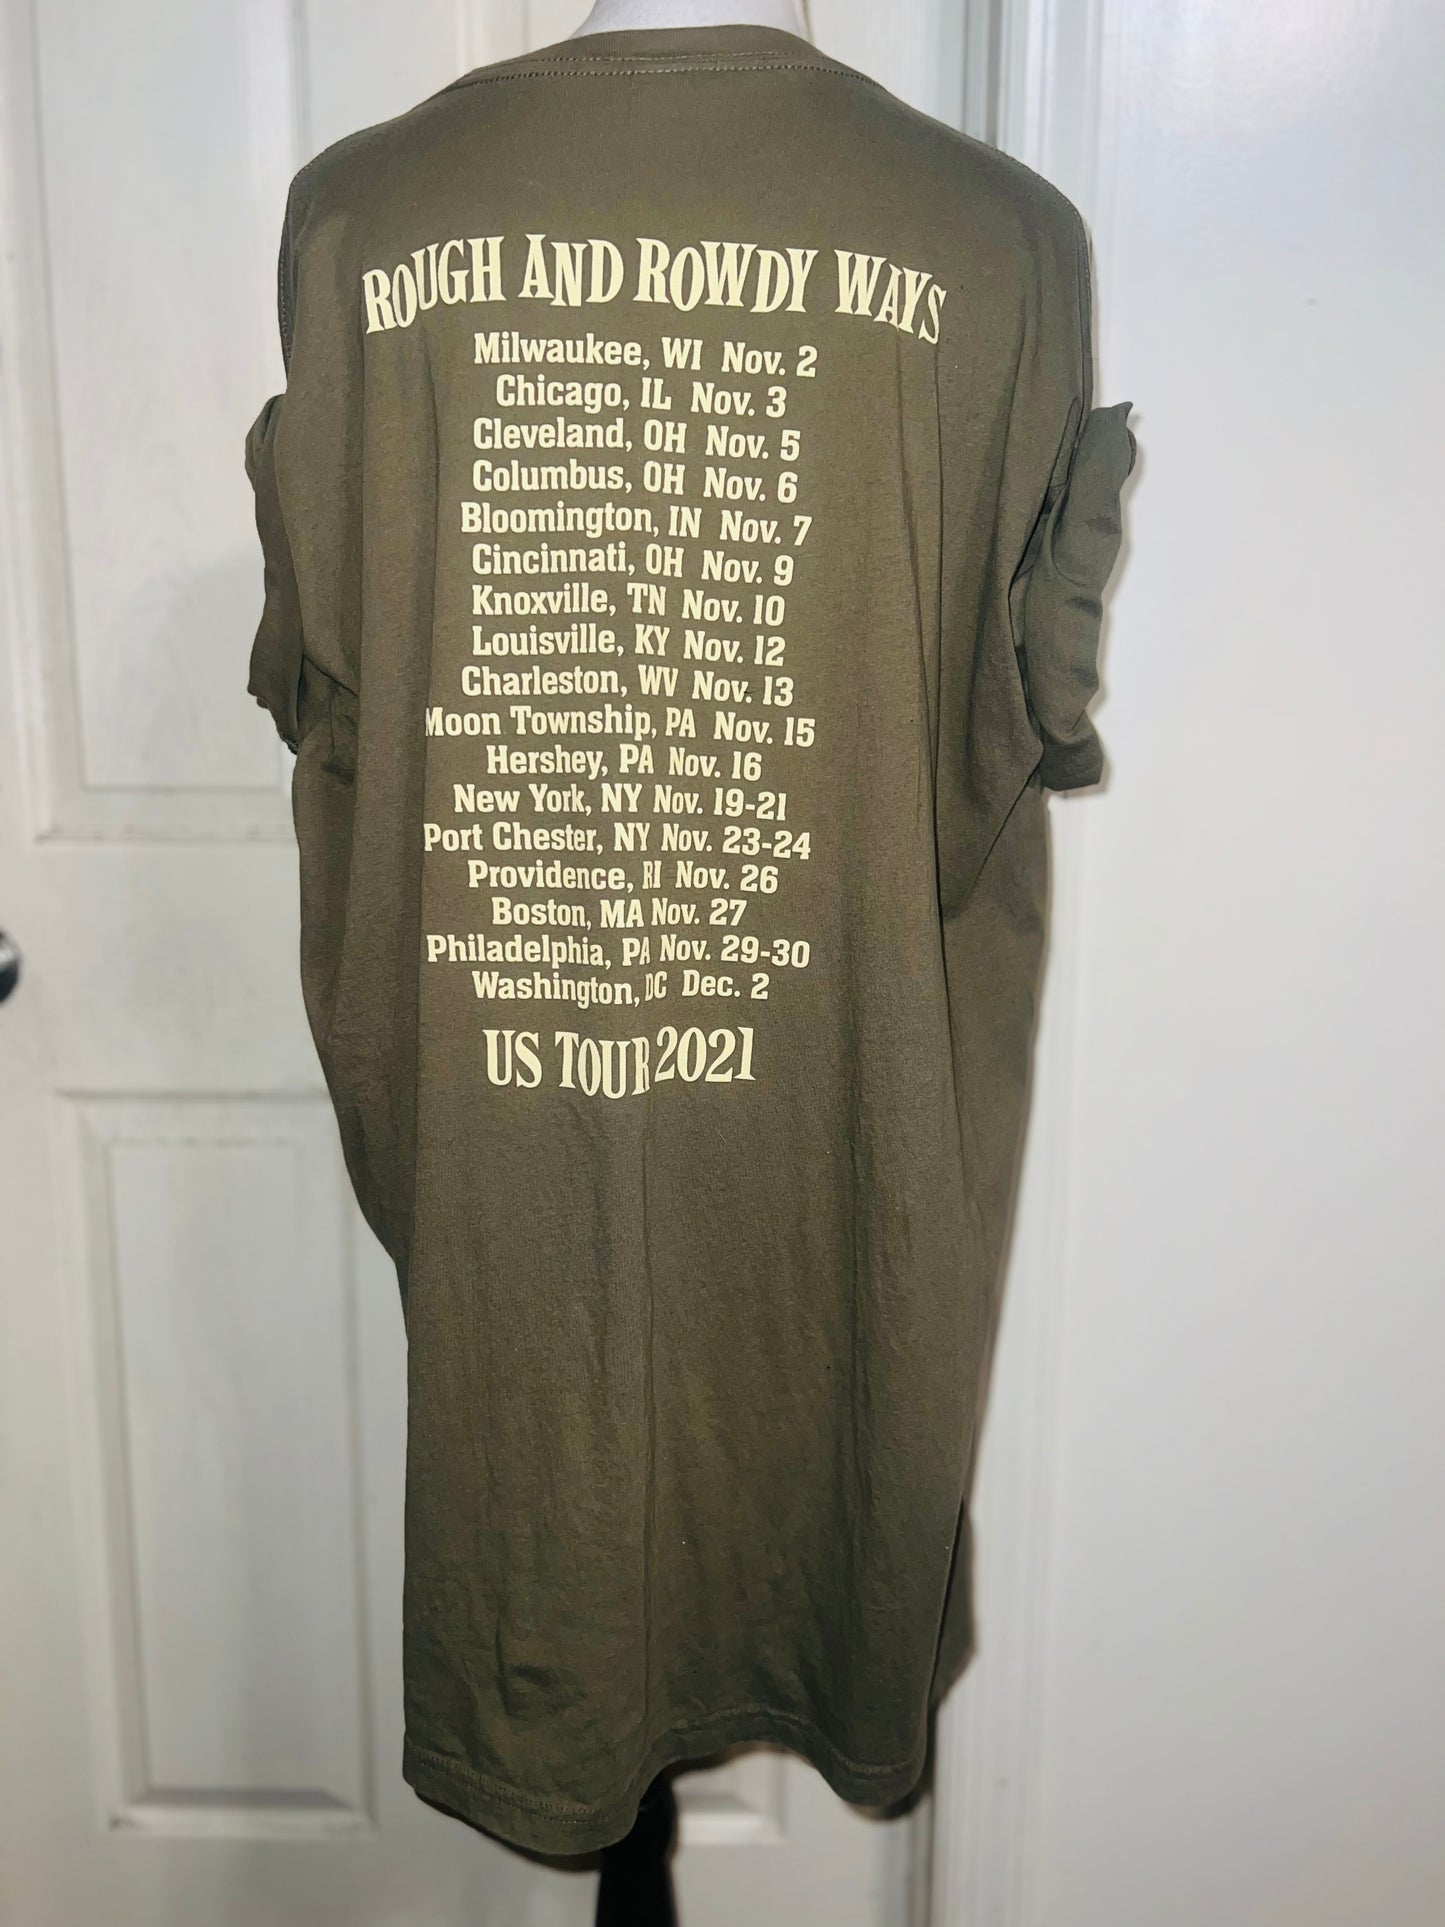 ROUGH AND ROWDY WAYS
Milwaukee, WI Nov. 2
Chicago, IL Nov. 3
Cleveland, OH Nov. 5
Columbus, OH Nov. 6
Bloomington, IN Nov. 7
Cincinnati, OH Nov. 9
Knoxville, TN Nov. 10
Louisville, KY Nov. 12
Charleston, WV Nov. 13
Moon Township, PA Nov. 15
Hershey, PA Nov. 16
New York, NY Nov. 19-21
Port Chester, NY Nov. 23-24
Providence, RI Nov. 26
Boston, MA Nov. 27
Philadelphia, PA Nov. 29-30
Washington, DC Dec. 2
US TOUR 2021